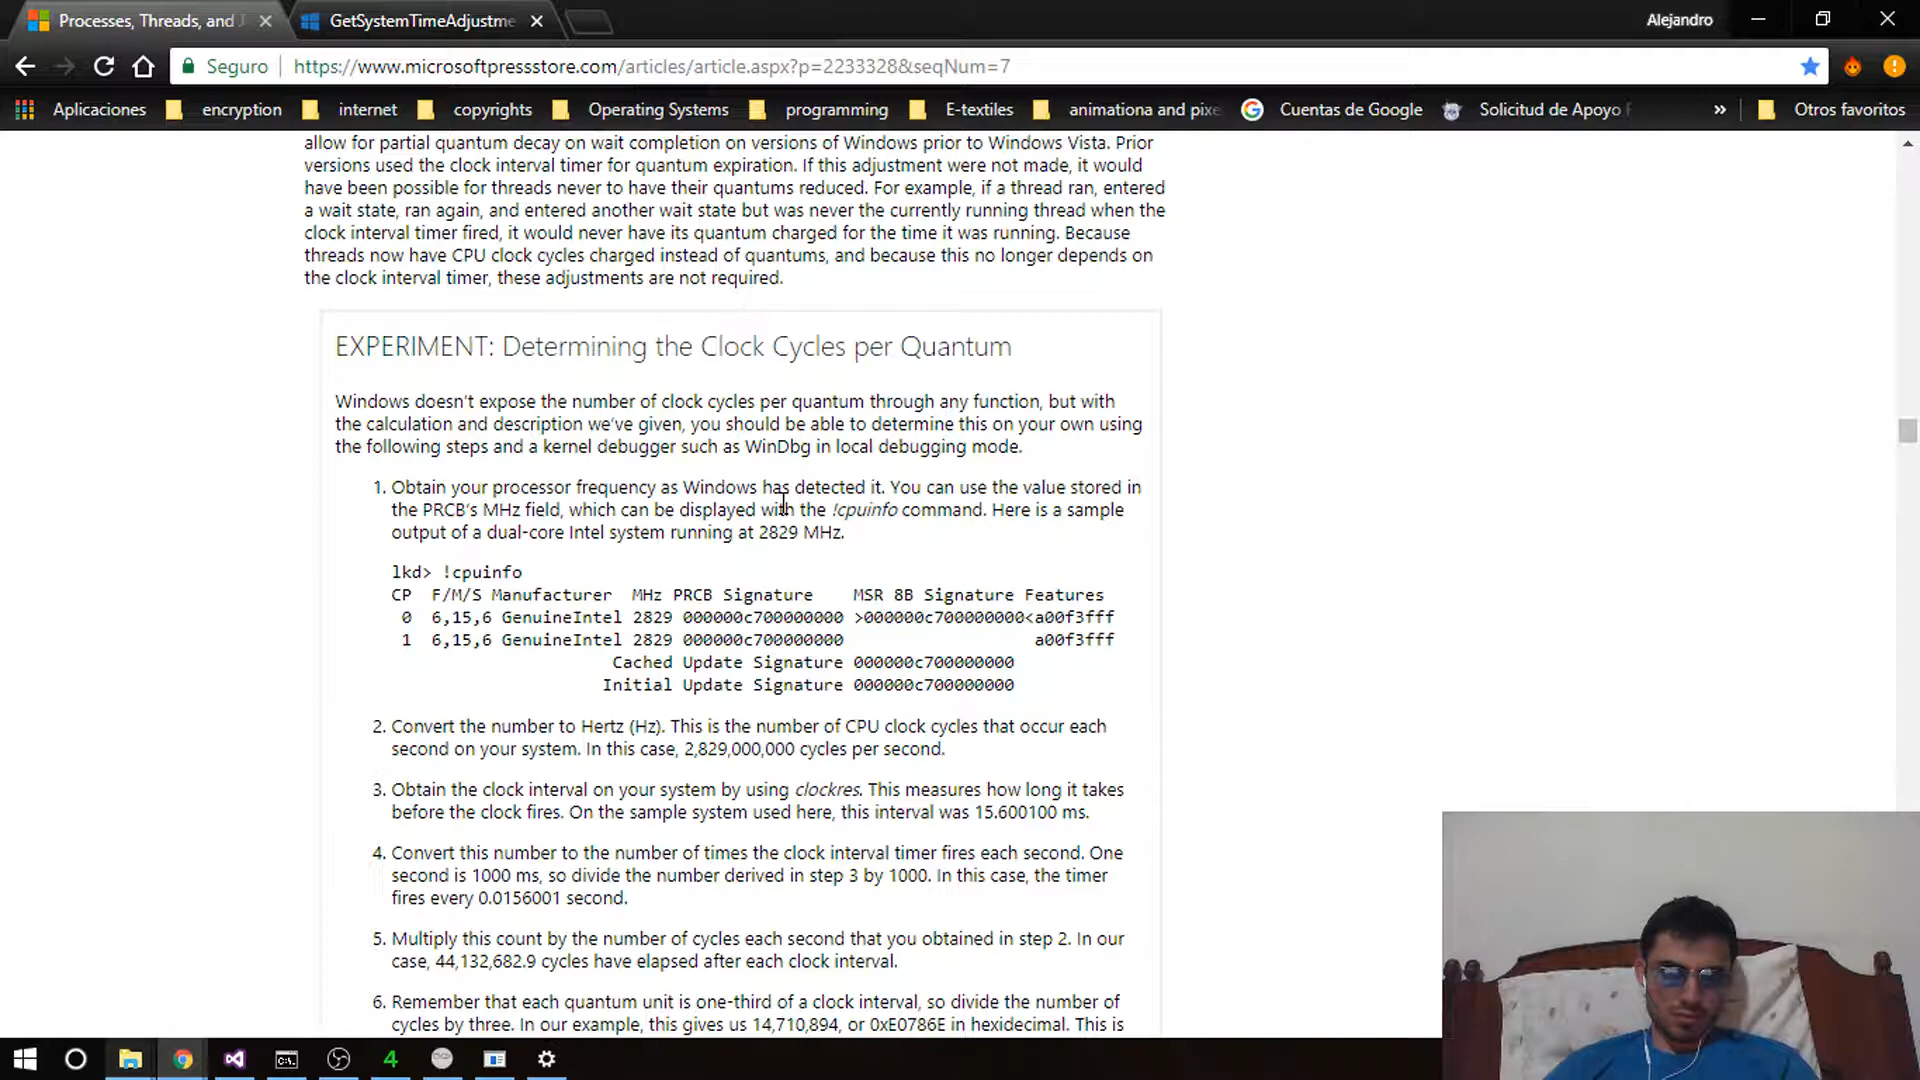 Processes, Threads, and J
GetSystemTimeAdjustme
Alejandro
Seguro
https://www.microsoftpressstore.com/articles/article.aspx?p=2233328&seqNum=7
Aplicaciones
encryption
internet
copyrights
Operating Systems
programming
E-textiles
animationa and pixe
Cuentas de Google
Solicitud de Apoyo
»
Otros favoritos
allow for partial quantum decay on wait completion on versions of Windows prior to Windows Vista. Prior
versions used the clock interval timer for quantum expiration. If this adjustment were not made, it would
have been possible for threads never to have their quantums reduced. For example, if a thread ran, entered
a wait state, ran again, and entered another wait state but was never the currently running thread when the
clock interval timer fired, it would never have its quantum charged for the time it was running. Because
threads now have CPU clock cycles charged instead of quantums, and because this no longer depends on
the clock interval timer, these adjustments are not required.
EXPERIMENT: Determining the Clock Cycles per Quantum
Windows doesn't expose the number of clock cycles per quantum through any function, but with
the calculation and description we've given, you should be able to determine this on your own using
the following steps and a kernel debugger such as WinDbg in local debugging mode.
1. Obtain your processor frequency as Windows has detected it. You can use the value stored in
the PRCB's MHz field, which can be displayed with the !cpuinfo command. Here is a sample
output of a dual-core Intel system running at 2829 MHz.
lkd> !cpuinfo
CP F/M/S Manufacturer MHz PRCB Signature MSR 8B Signature Features
0 6,15,6 GenuineIntel 2829 000000c700000000 >000000c700000000<a00f3fff
1 6,15,6 GenuineIntel 2829 000000c700000000 a00f3fff
Cached Update Signature 000000c700000000
Initial Update Signature 000000c700000000
2. Convert the number to Hertz (Hz). This is the number of CPU clock cycles that occur each
second on your system. In this case, 2,829,000,000 cycles per second.
3. Obtain the clock interval on your system by using clockres. This measures how long it takes
before the clock fires. On the sample system used here, this interval was 15.600100 ms.
4. Convert this number to the number of times the clock interval timer fires each second. One
second is 1000 ms, so divide the number derived in step 3 by 1000. In this case, the timer
fires every 0.0156001 second.
5. Multiply this count by the number of cycles each second that you obtained in step 2. In our
case, 44,132,682.9 cycles have elapsed after each clock interval.
6. Remember that each quantum unit is one-third of a clock interval, so divide the number of
cycles by three. In our example, this gives us 14,710,894, or 0xE0786E in hexidecimal. This is
4